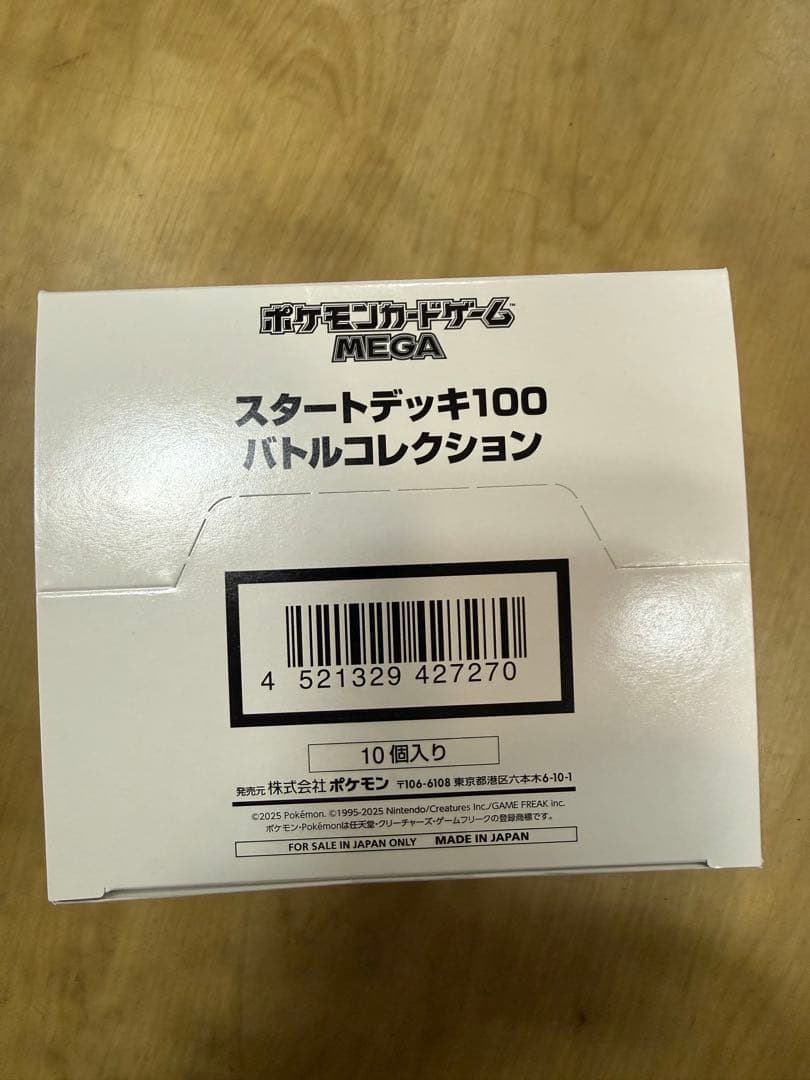 ポケモンカードゲーム™
MEGA
スタートデッキ100
バトルコレクション
4 521329 427270
10個入り
発売元 株式会社 ポケモン 〒106-6108 東京都港区六本木6-10-1
©2025 Pokémon. ©1995-2025 Nintendo/Creatures Inc./GAME FREAK inc.
ポケモン・Pokémonは任天堂・クリーチャーズ・ゲームフリークの登録商標です。
FOR SALE IN JAPAN ONLY MADE IN JAPAN